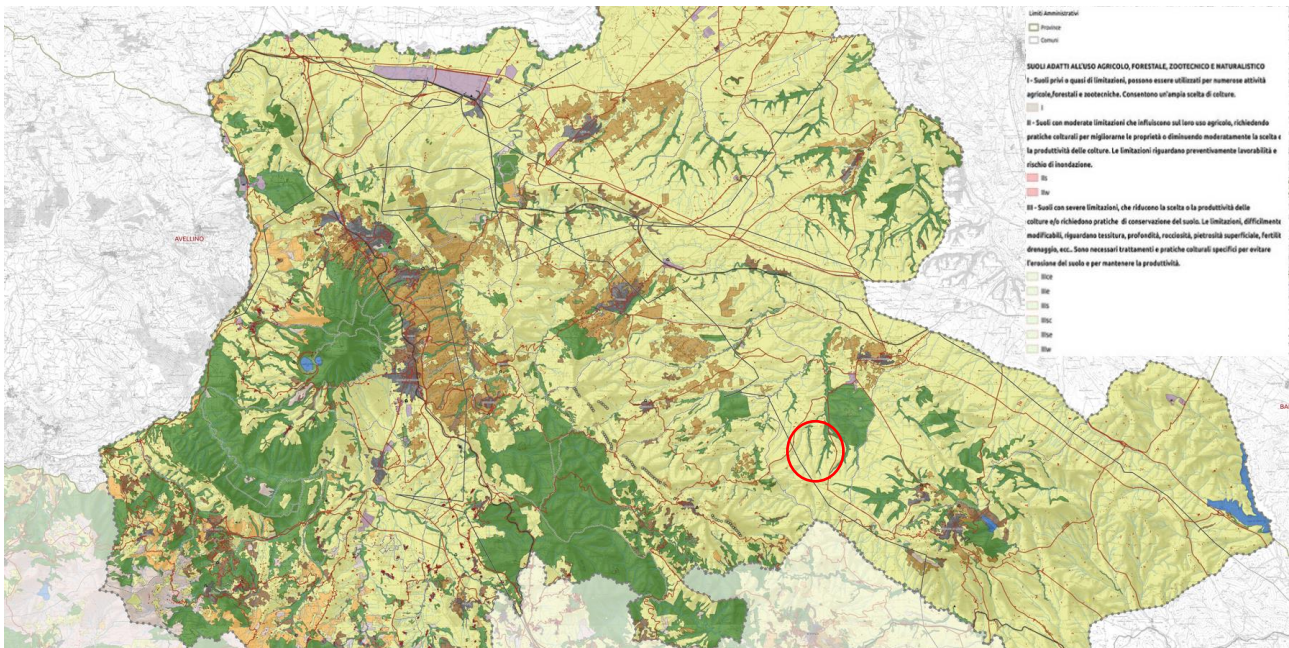 Limiti Amministrativi
Province
Comuni
SUOLI ADATTI ALL'USO AGRICOLO, FORESTALE, ZOOTECNICO E NATURALISTICO
I - Suoli privi o quasi di limitazioni, possono essere utilizzati per numerose attività
agricole,forestali e zootecniche. Consentono un'ampia scelta di colture.
I
II - Suoli con moderate limitazioni che influiscono sul loro uso agricolo, richiedendo
pratiche colturali per migliorarne le proprietà o diminuendo moderatamente la scelta e
la produttività delle colture. Le limitazioni riguardano preventivamente lavorabilità e
rischio di inondazione.
IIs
IIw
III - Suoli con severe limitazioni, che riducono la scelta o la produttività delle
colture e/o richiedono pratiche di conservazione del suolo. Le limitazioni, difficilmente
modificabili, riguardano tessitura, profondità, rocciosità, pietrosità superficiale, fertilit
drenaggio, ecc.. Sono necessari trattamenti e pratiche colturali specifici per evitare
l'erosione del suolo e per mantenere la produttività.
IIIce
IIIe
IIIs
IIIsc
IIIse
IIIw
AVELLINO
BA